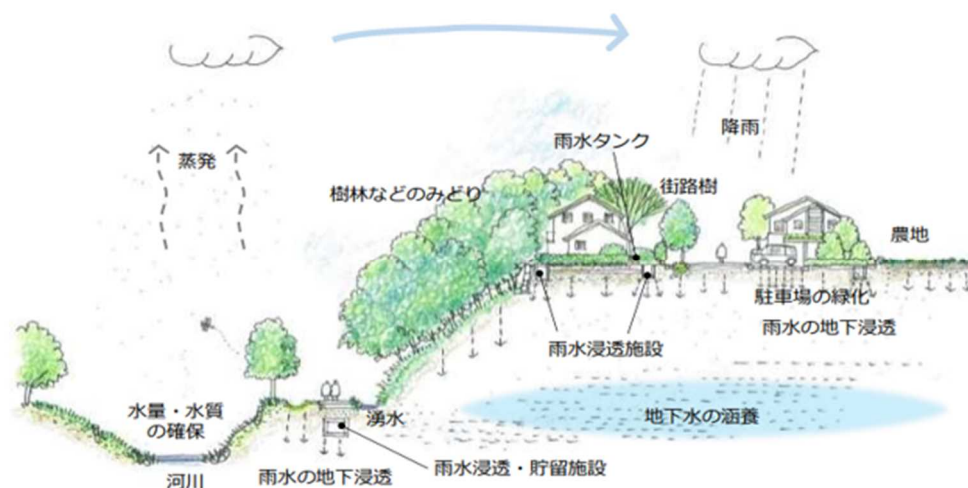 降雨
雨水タンク
蒸発
樹林などのみどり
街路樹
農地
駐車場の緑化
雨水の地下浸透
雨水浸透施設
水量・水質
の確保
湧水
地下水の涵養
雨水浸透・貯留施設
雨水の地下浸透
河川